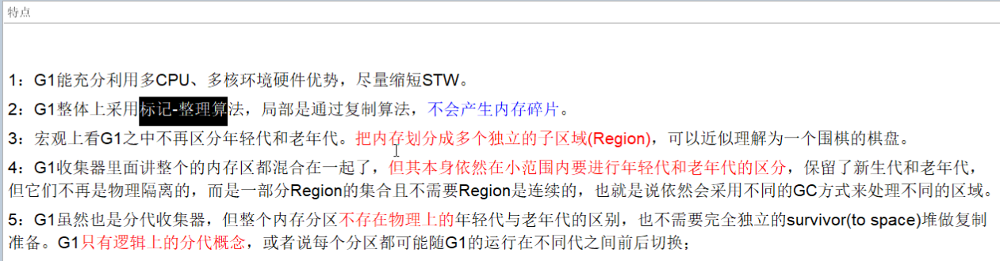 特点
1：G1能充分利用多CPU、多核环境硬件优势，尽量缩短STW。
2：G1整体上采用标记-整理算法，局部是通过复制算法，不会产生内存碎片。
3：宏观上看G1之中不再区分年轻代和老年代。把内存划分成多个独立的子区域(Region)，可以近似理解为一个围棋的棋盘。
4：G1收集器里面讲整个的内存区都混合在一起了，但其本身依然在小范围内要进行年轻代和老年代的区分，保留了新生代和老年代，
但它们不再是物理隔离的，而是一部分Region的集合且不需要Region是连续的，也就是说依然会采用不同的GC方式来处理不同的区域。
5：G1虽然也是分代收集器，但整个内存分区不存在物理上的年轻代与老年代的区别，也不需要完全独立的survivor(to space)堆做复制
准备。G1只有逻辑上的分代概念，或者说每个分区都可能随G1的运行在不同代之间前后切换；